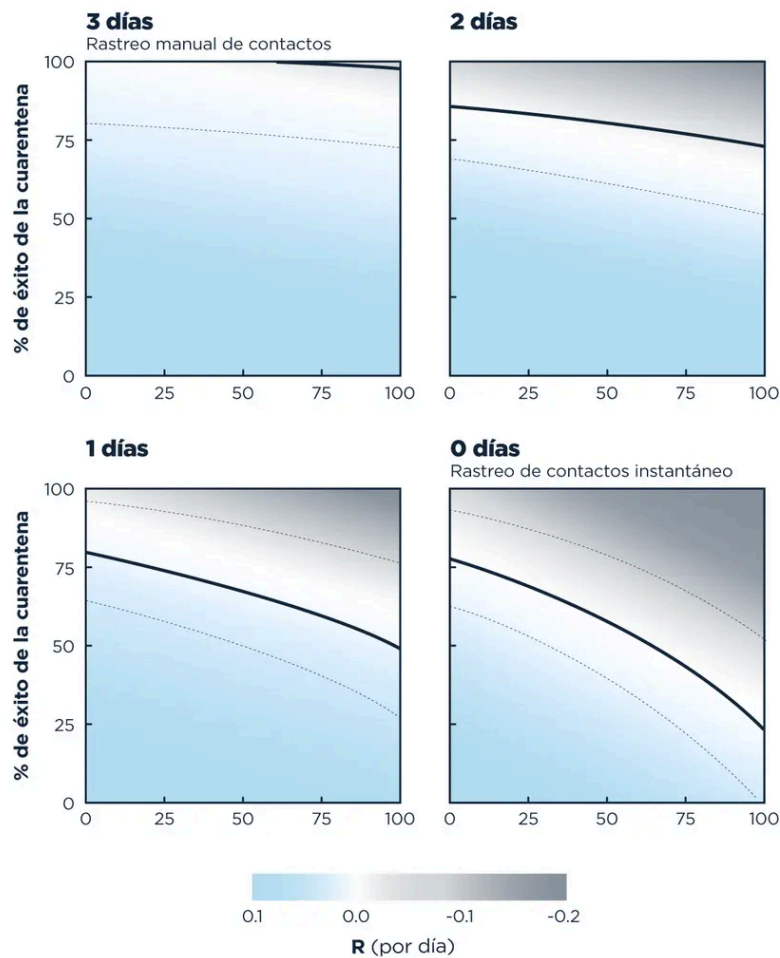 3 días
Rastreo manual de contactos
100
75
50
25
0
% de éxito de la cuarentena
0 25 50 75 100
2 días
0 25 50 75 100
1 días
100
75
50
25
0
% de éxito de la cuarentena
0 25 50 75 100
0 días
Rastreo de contactos instantáneo
0 25 50 75 100
0.1 0.0 -0.1 -0.2
R (por día)